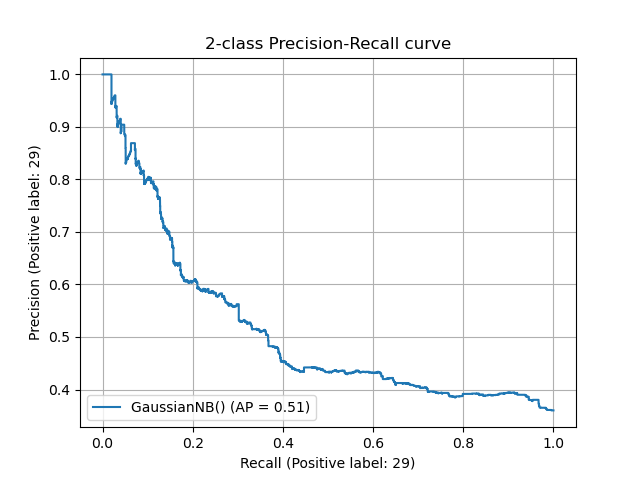 2-class Precision-Recall curve
1.0
0.9
0.8
0.7
0.6
0.5
0.4
Precision (Positive label: 29)
GaussianNB() (AP = 0.51)
0.0 0.2 0.4 0.6 0.8 1.0
Recall (Positive label: 29)